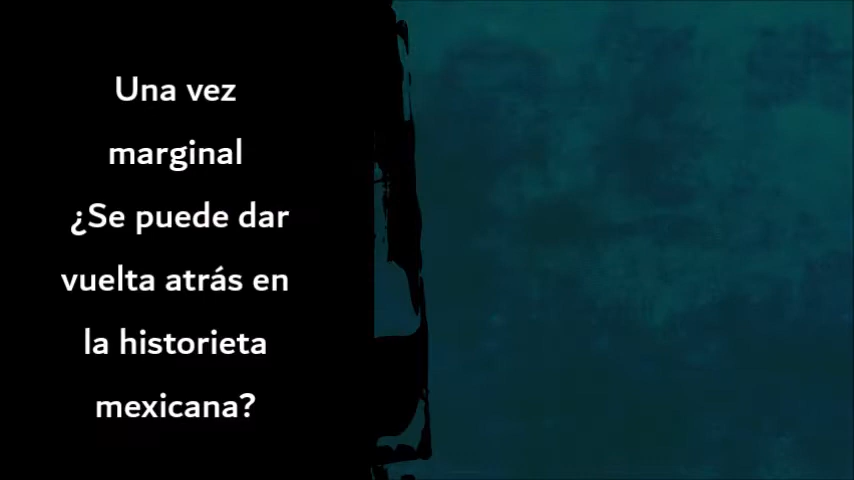 Una vez
marginal
¿Se puede dar
vuelta atrás en
la historieta
mexicana?